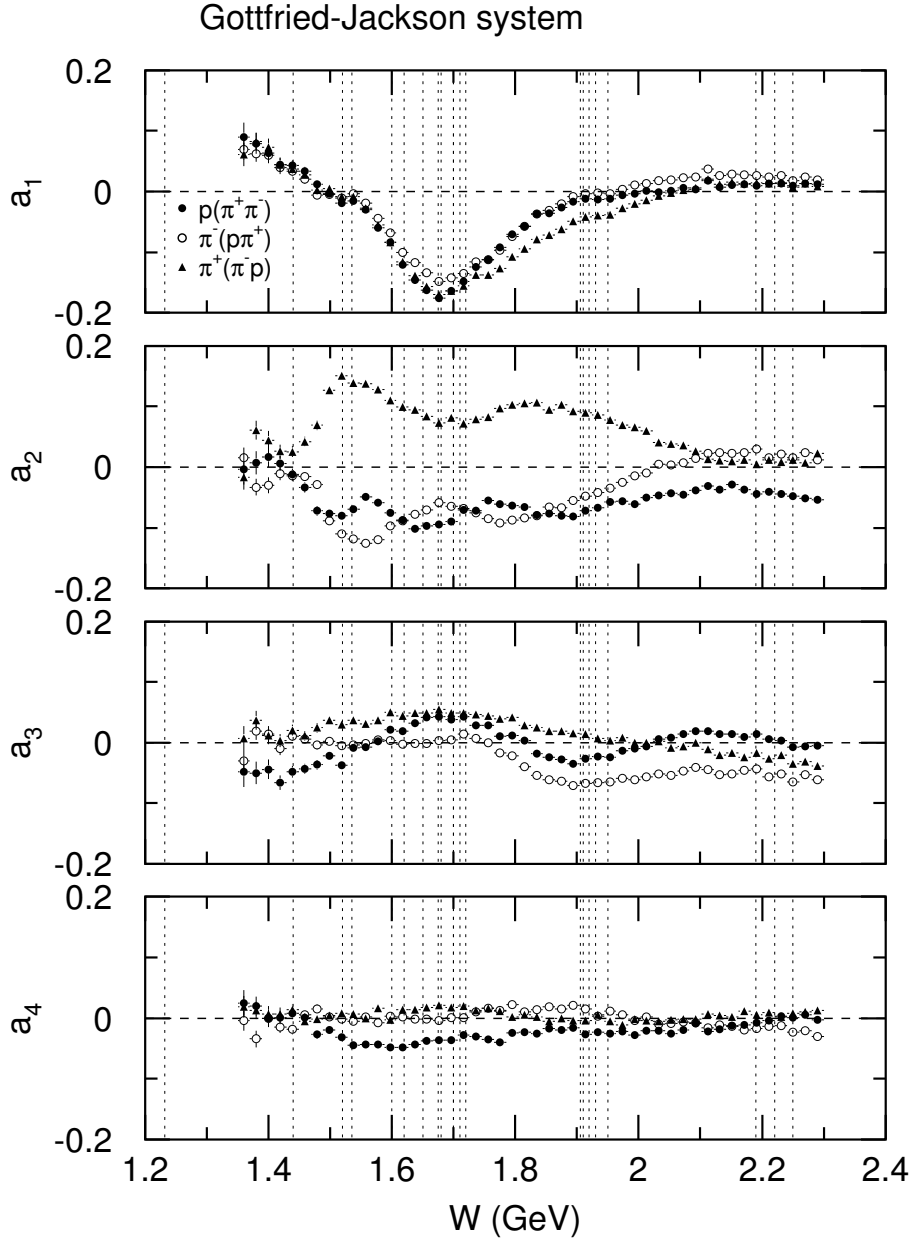 Gottfried-Jackson system
0.2
0
-0.2
a₁
p(π⁺π⁻)
π⁻(pπ⁺)
π⁺(π⁻p)
0.2
0
-0.2
a₂
0.2
0
-0.2
a₃
0.2
0
-0.2
a₄
1.2 1.4 1.6 1.8 2 2.2 2.4
W (GeV)